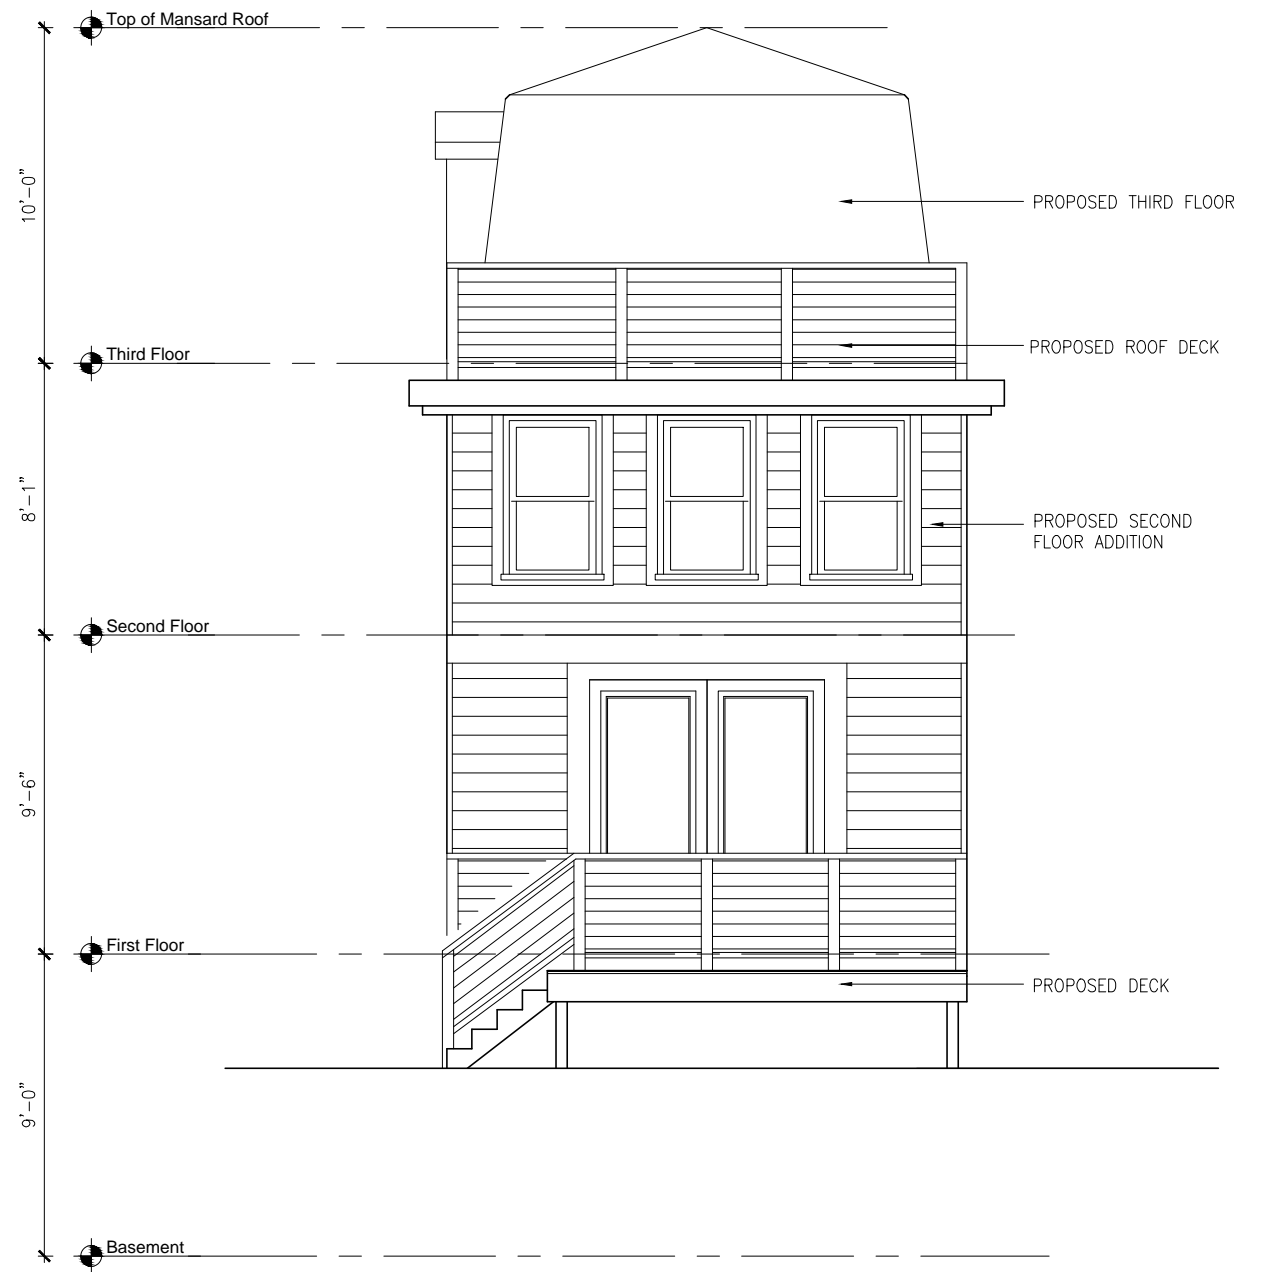 Top of Mansard Roof
10'-0"
PROPOSED THIRD FLOOR
Third Floor
PROPOSED ROOF DECK
8'-1"
PROPOSED SECOND
FLOOR ADDITION
Second Floor
9'-6"
First Floor
PROPOSED DECK
9'-0"
Basement